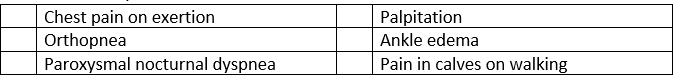 Chest pain on exertion Palpitation
Orthopnea Ankle edema
Paroxysmal nocturnal dyspnea Pain in calves on walking